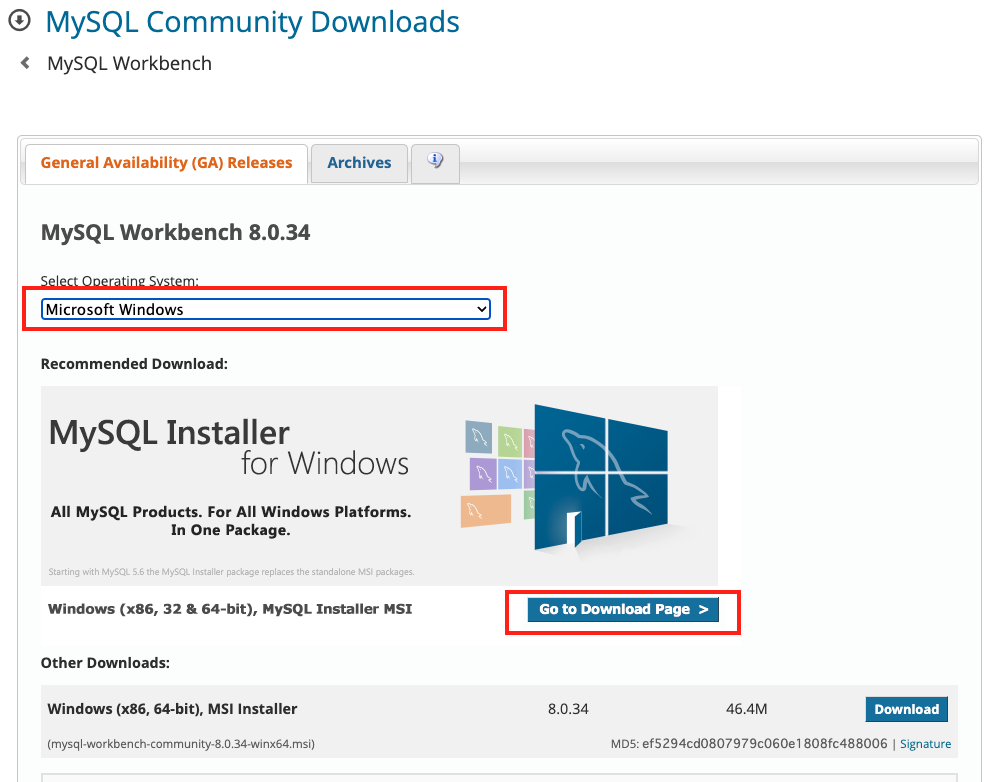 MySQL Community Downloads
MySQL Workbench
General Availability (GA) Releases
Archives
MySQL Workbench 8.0.34
Select Operating System:
Microsoft Windows
Recommended Download:
MySQL Installer
for Windows
All MySQL Products. For All Windows Platforms.
In One Package.
Starting with MySQL 5.6 the MySQL Installer package replaces the standalone MSI packages.
Windows (x86, 32 & 64-bit), MySQL Installer MSI
Go to Download Page >
Other Downloads:
Windows (x86, 64-bit), MSI Installer 8.0.34 46.4M Download
(mysql-workbench-community-8.0.34-winx64.msi) MD5: ef5294cd0807979c060e1808fc488006 | Signature